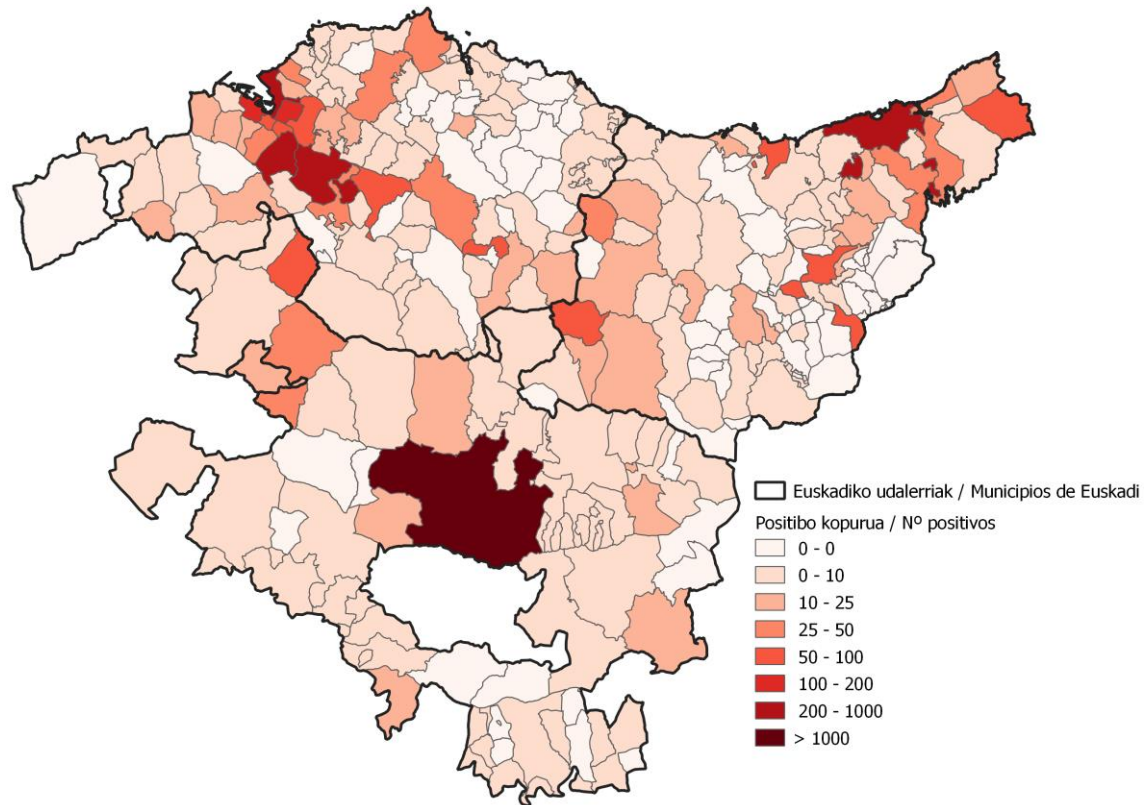 Euskadiko udalerriak / Municipios de Euskadi
Positibo kopurua / Nº positivos
0 - 0
0 - 10
10 - 25
25 - 50
50 - 100
100 - 200
200 - 1000
> 1000